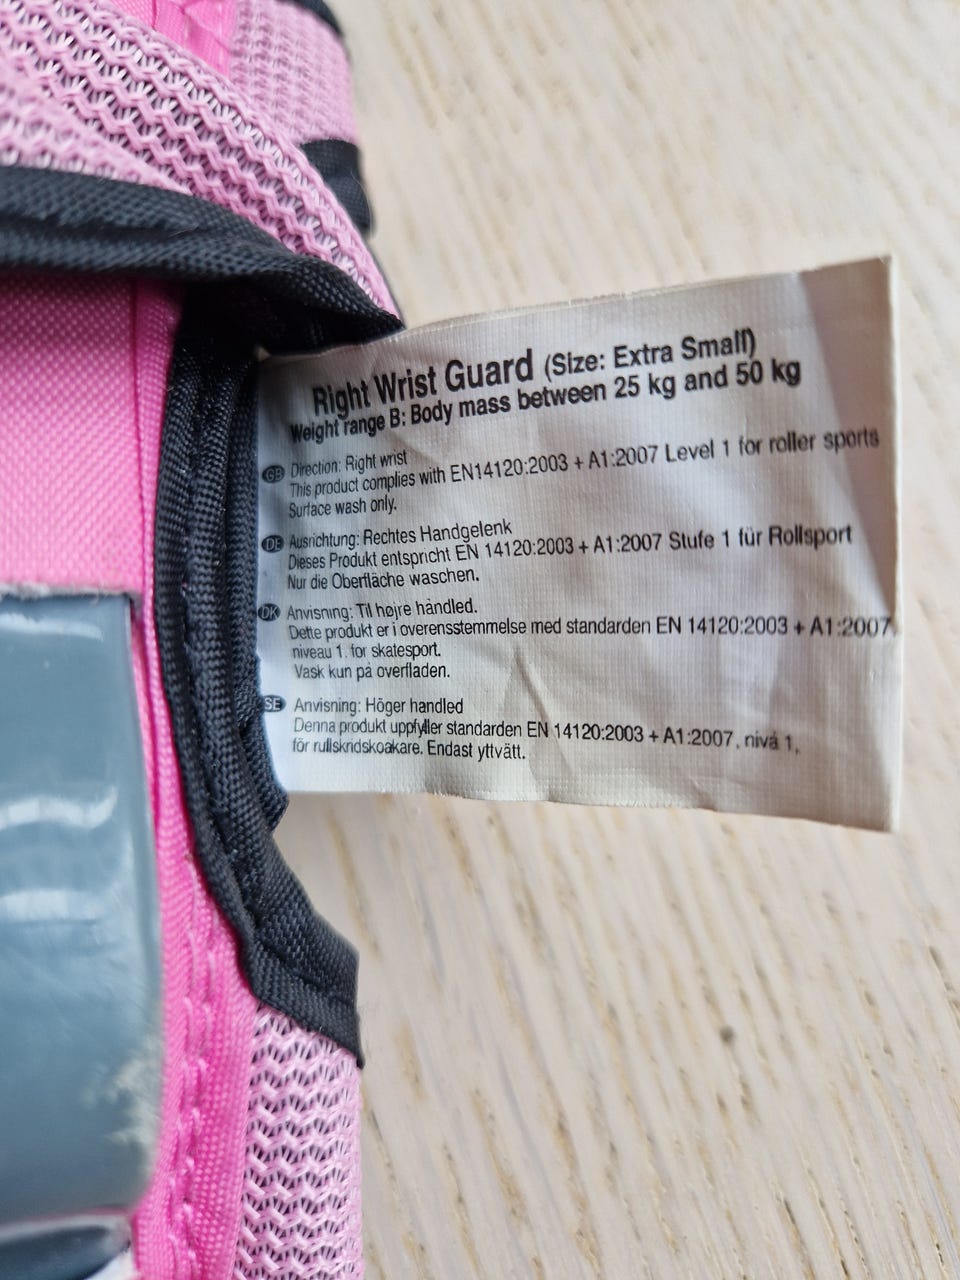 Right Wrist Guard (Size: Extra Small)
Weight range B: Body mass between 25 kg and 50 kg
GB Direction: Right wrist
This product complies with EN14120:2003 + A1:2007 Level 1 for roller sports
Surface wash only.
DE Ausrichtung: Rechtes Handgelenk
Dieses Produkt entspricht EN 14120:2003 + A1:2007 Stufe 1 für Rollsport
Nur die Oberfläche waschen.
DK Anvisning: Til højre håndled.
Dette produkt er i overensstemmelse med standarden EN 14120:2003 + A1:2007,
niveau 1. for skatesport.
Vask kun på overfladen.
SE Anvisning: Höger handled
Denna produkt uppfyller standarden EN 14120:2003 + A1:2007, nivå 1,
för rullskridskoåkare. Endast yttvätt.